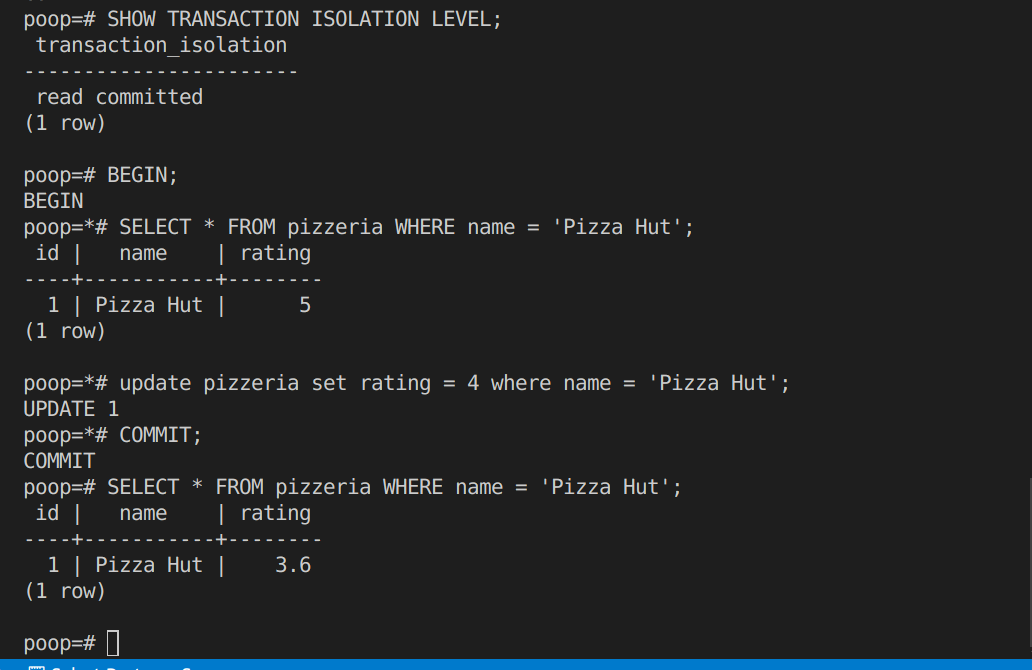 poop=# SHOW TRANSACTION ISOLATION LEVEL;
 transaction_isolation
-----------------------
 read committed
(1 row)

poop=# BEGIN;
BEGIN
poop=*# SELECT * FROM pizzeria WHERE name = 'Pizza Hut';
 id |   name    | rating
----+-----------+--------
  1 | Pizza Hut |      5
(1 row)

poop=*# update pizzeria set rating = 4 where name = 'Pizza Hut';
UPDATE 1
poop=*# COMMIT;
COMMIT
poop=# SELECT * FROM pizzeria WHERE name = 'Pizza Hut';
 id |   name    | rating
----+-----------+--------
  1 | Pizza Hut |    3.6
(1 row)

poop=#